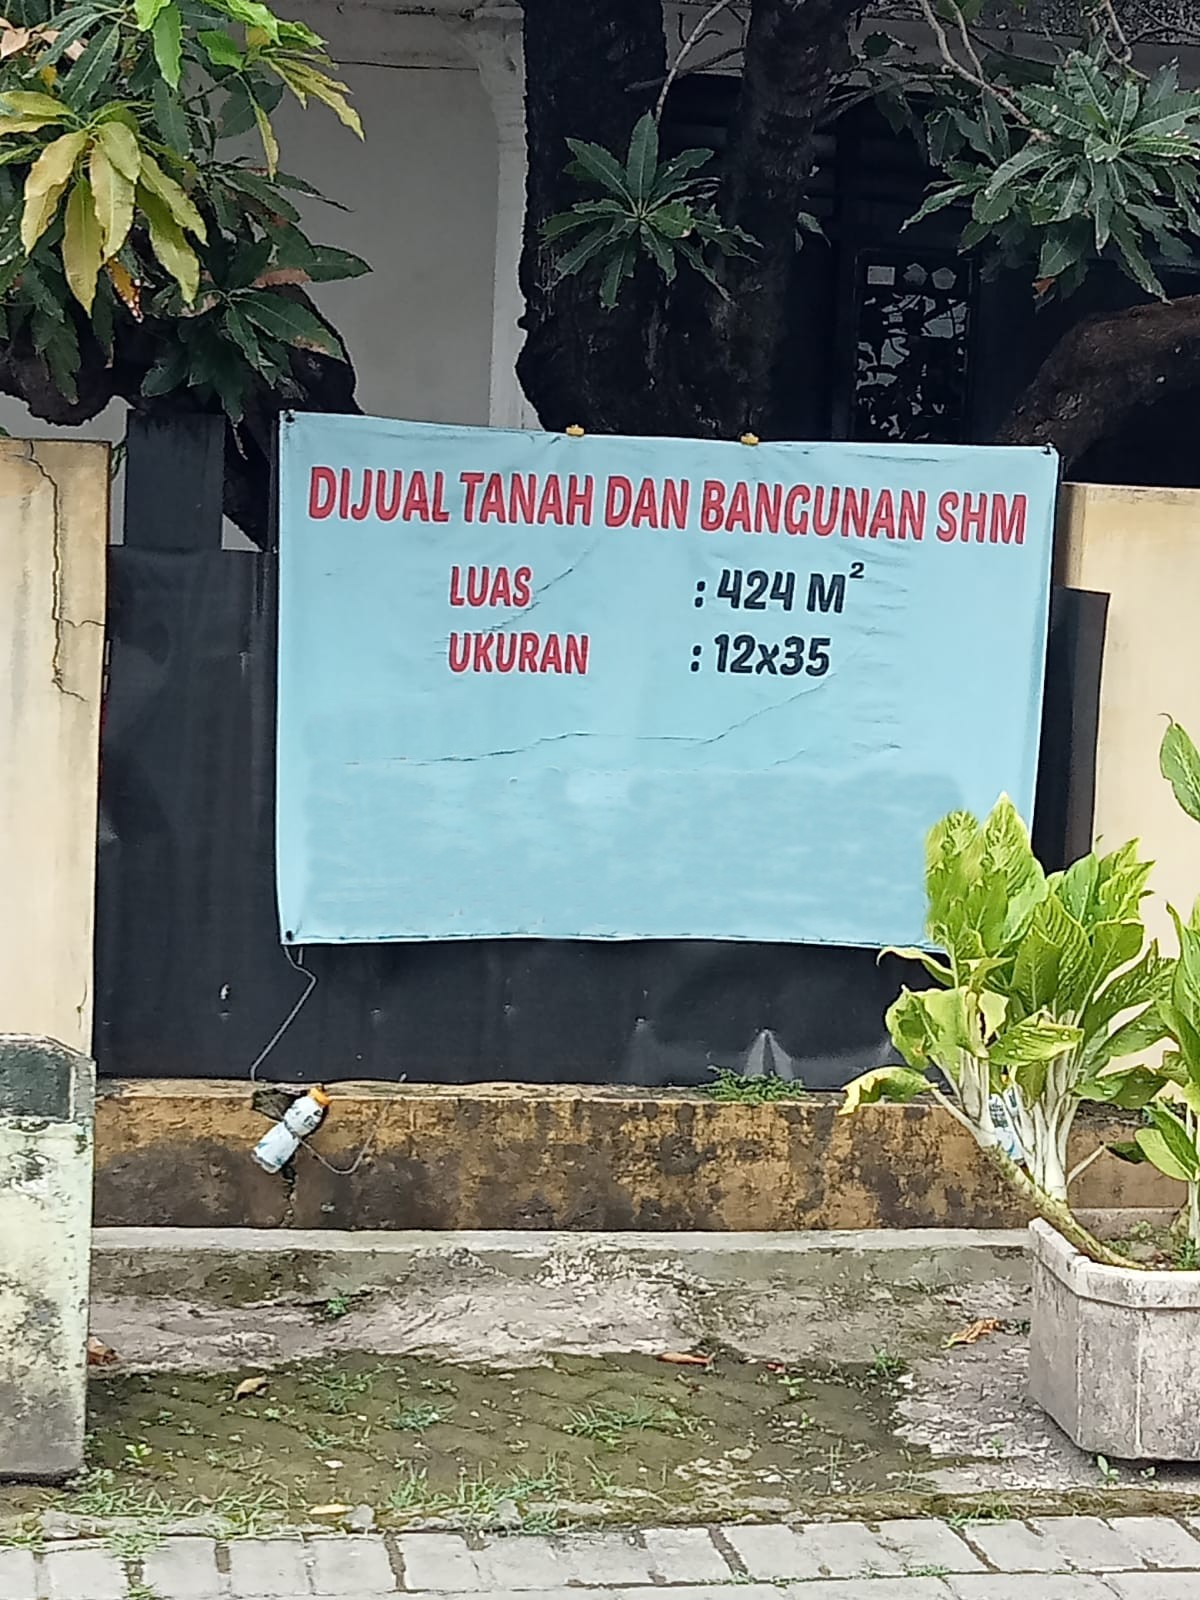 DIJUAL TANAH DAN BANGUNAN SHM
LUAS : 424 M²
UKURAN : 12x35